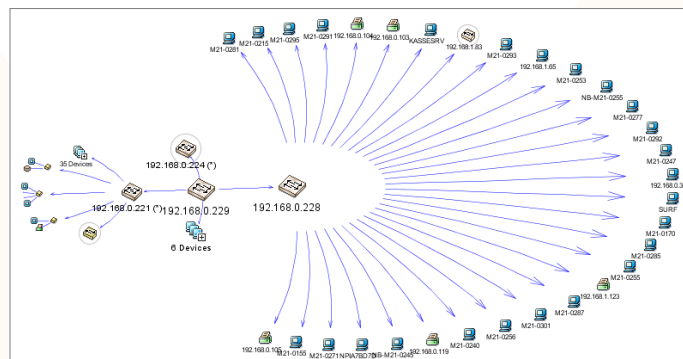 M21-0281
M21-0215
M21-0295
M21-0291
192.168.0.104
192.168.0.103
KASSESRV
192.168.1.83
M21-0293
192.168.1.65
M21-0253
NB-M21-0255
M21-0277
M21-0292
M21-0247
192.168.0.3
SURF
M21-0170
M21-0285
M21-0255
192.168.1.123
M21-0287
M21-0301
M21-0256
M21-0240
192.168.0.119
NB-M21-0245
M21-0271
M21-0155
35 Devices
192.168.0.224 (*)
192.168.0.221 (*)
192.168.0.229
192.168.0.228
6 Devices